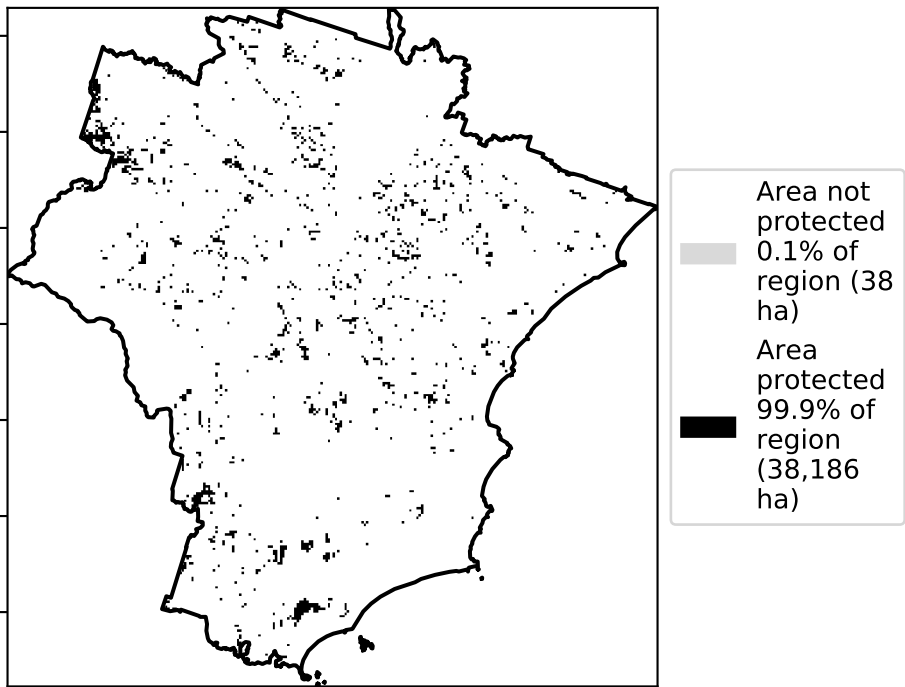 Area not
protected
0.1% of
region (38
ha)
Area
protected
99.9% of
region
(38,186
ha)